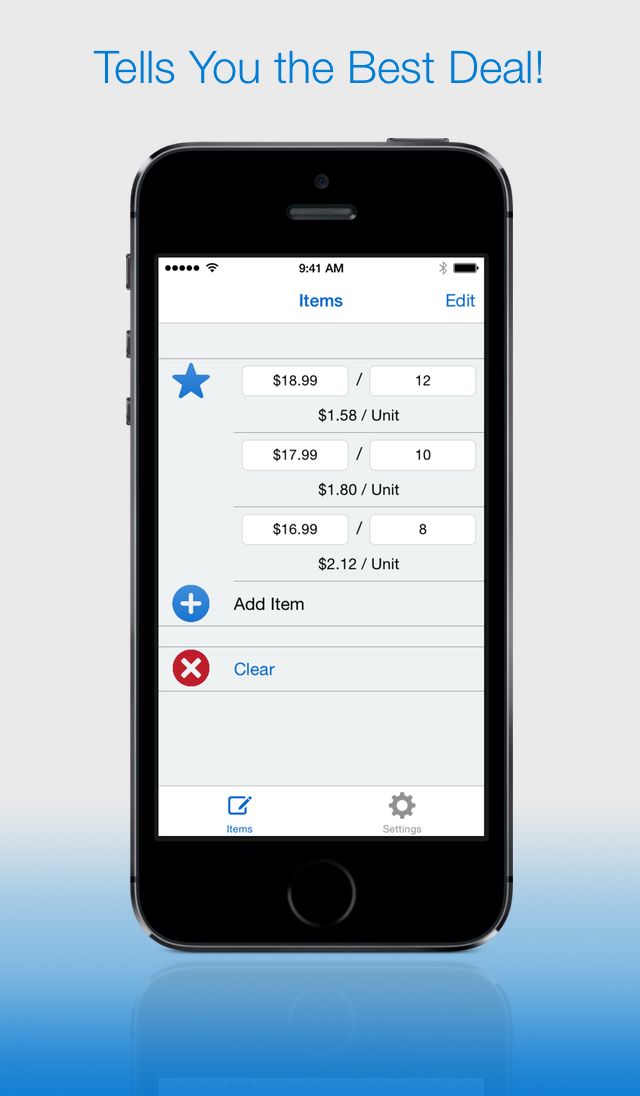 Tells You the Best Deal!
9:41 AM
Items Edit
$18.99 / 12
$1.58 / Unit
$17.99 / 10
$1.80 / Unit
$16.99 / 8
$2.12 / Unit
Add Item
Clear
Items Settings